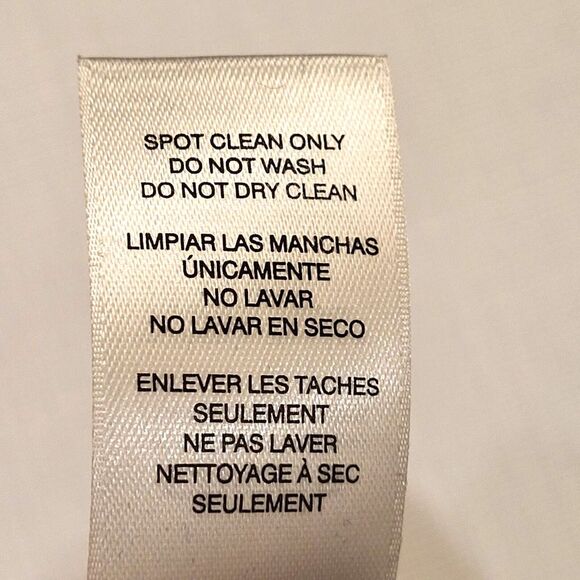 SPOT CLEAN ONLY
DO NOT WASH
DO NOT DRY CLEAN
LIMPIAR LAS MANCHAS
ÚNICAMENTE
NO LAVAR
NO LAVAR EN SECO
ENLEVER LES TACHES
SEULEMENT
NE PAS LAVER
NETTOYAGE À SEC
SEULEMENT